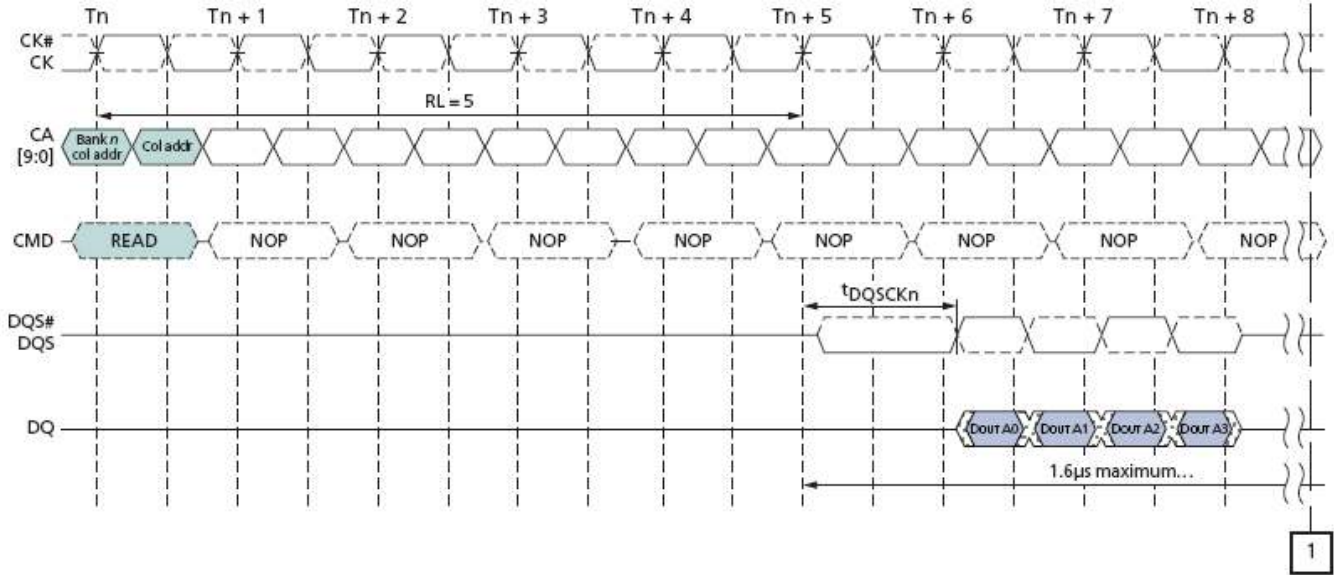 Tn Tn + 1 Tn + 2 Tn + 3 Tn + 4 Tn + 5 Tn + 6 Tn + 7 Tn + 8
CK#
CK
RL = 5
CA
[9:0]
Bank n
col addr
Col addr
CMD READ NOP NOP NOP NOP NOP NOP NOP NOP
tDQSCKn
DQS#
DQS
DQ DOUT A0 DOUT A1 DOUT A2 DOUT A3
1.6µs maximum…
1